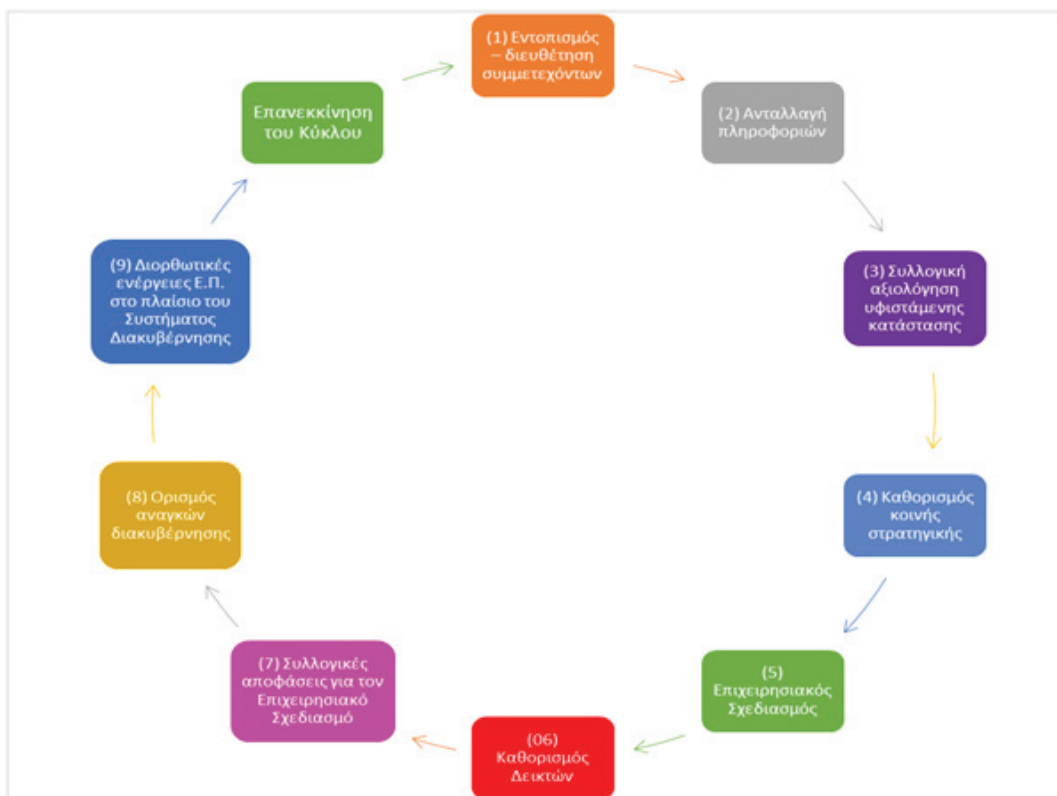 (1) Εντοπισμός
– διευθέτηση
συμμετεχόντων
(2) Ανταλλαγή
πληροφοριών
(3) Συλλογική
αξιολόγηση
υφιστάμενης
κατάστασης
(4) Καθορισμός
κοινής
στρατηγικής
(5)
Επιχειρησιακός
Σχεδιασμός
(06)
Καθορισμός
Δεικτών
(7) Συλλογικές
αποφάσεις για τον
Επιχειρησιακό
Σχεδιασμό
(8) Ορισμός
αναγκών
διακυβέρνησης
(9) Διορθωτικές
ενέργειες Ε.Π.
στο πλαίσιο του
Συστήματος
Διακυβέρνησης
Επανεκκίνηση
του Κύκλου